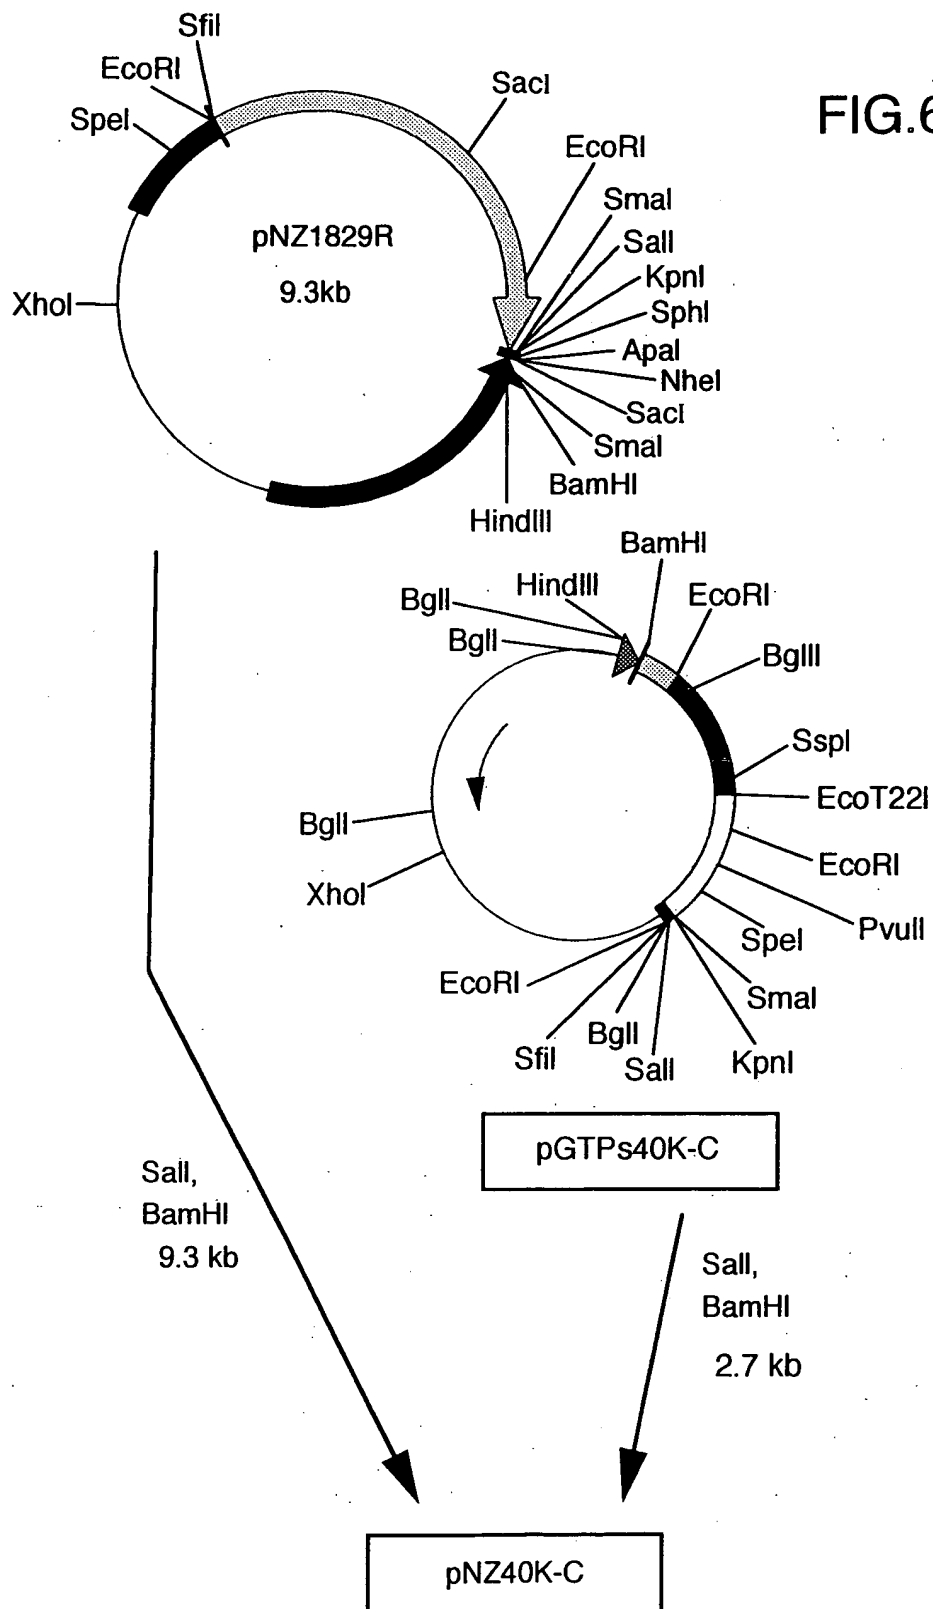 SfiI
EcoRI
SpeI
SacI
FIG.6
EcoRI
SmaI
SalI
KpnI
SphI
ApaI
NheI
SacI
SmaI
BamHI
HindIII
XhoI
pNZ1829R
9.3kb
BamHI
HindIII
EcoRI
BglI
BglI
BglII
SspI
EcoT22I
EcoRI
PvuII
SpeI
SmaI
KpnI
SalI
BglI
SfiI
EcoRI
XhoI
BglI
pGTPs40K-C
SalI,
BamHI
9.3 kb
SalI,
BamHI
2.7 kb
pNZ40K-C